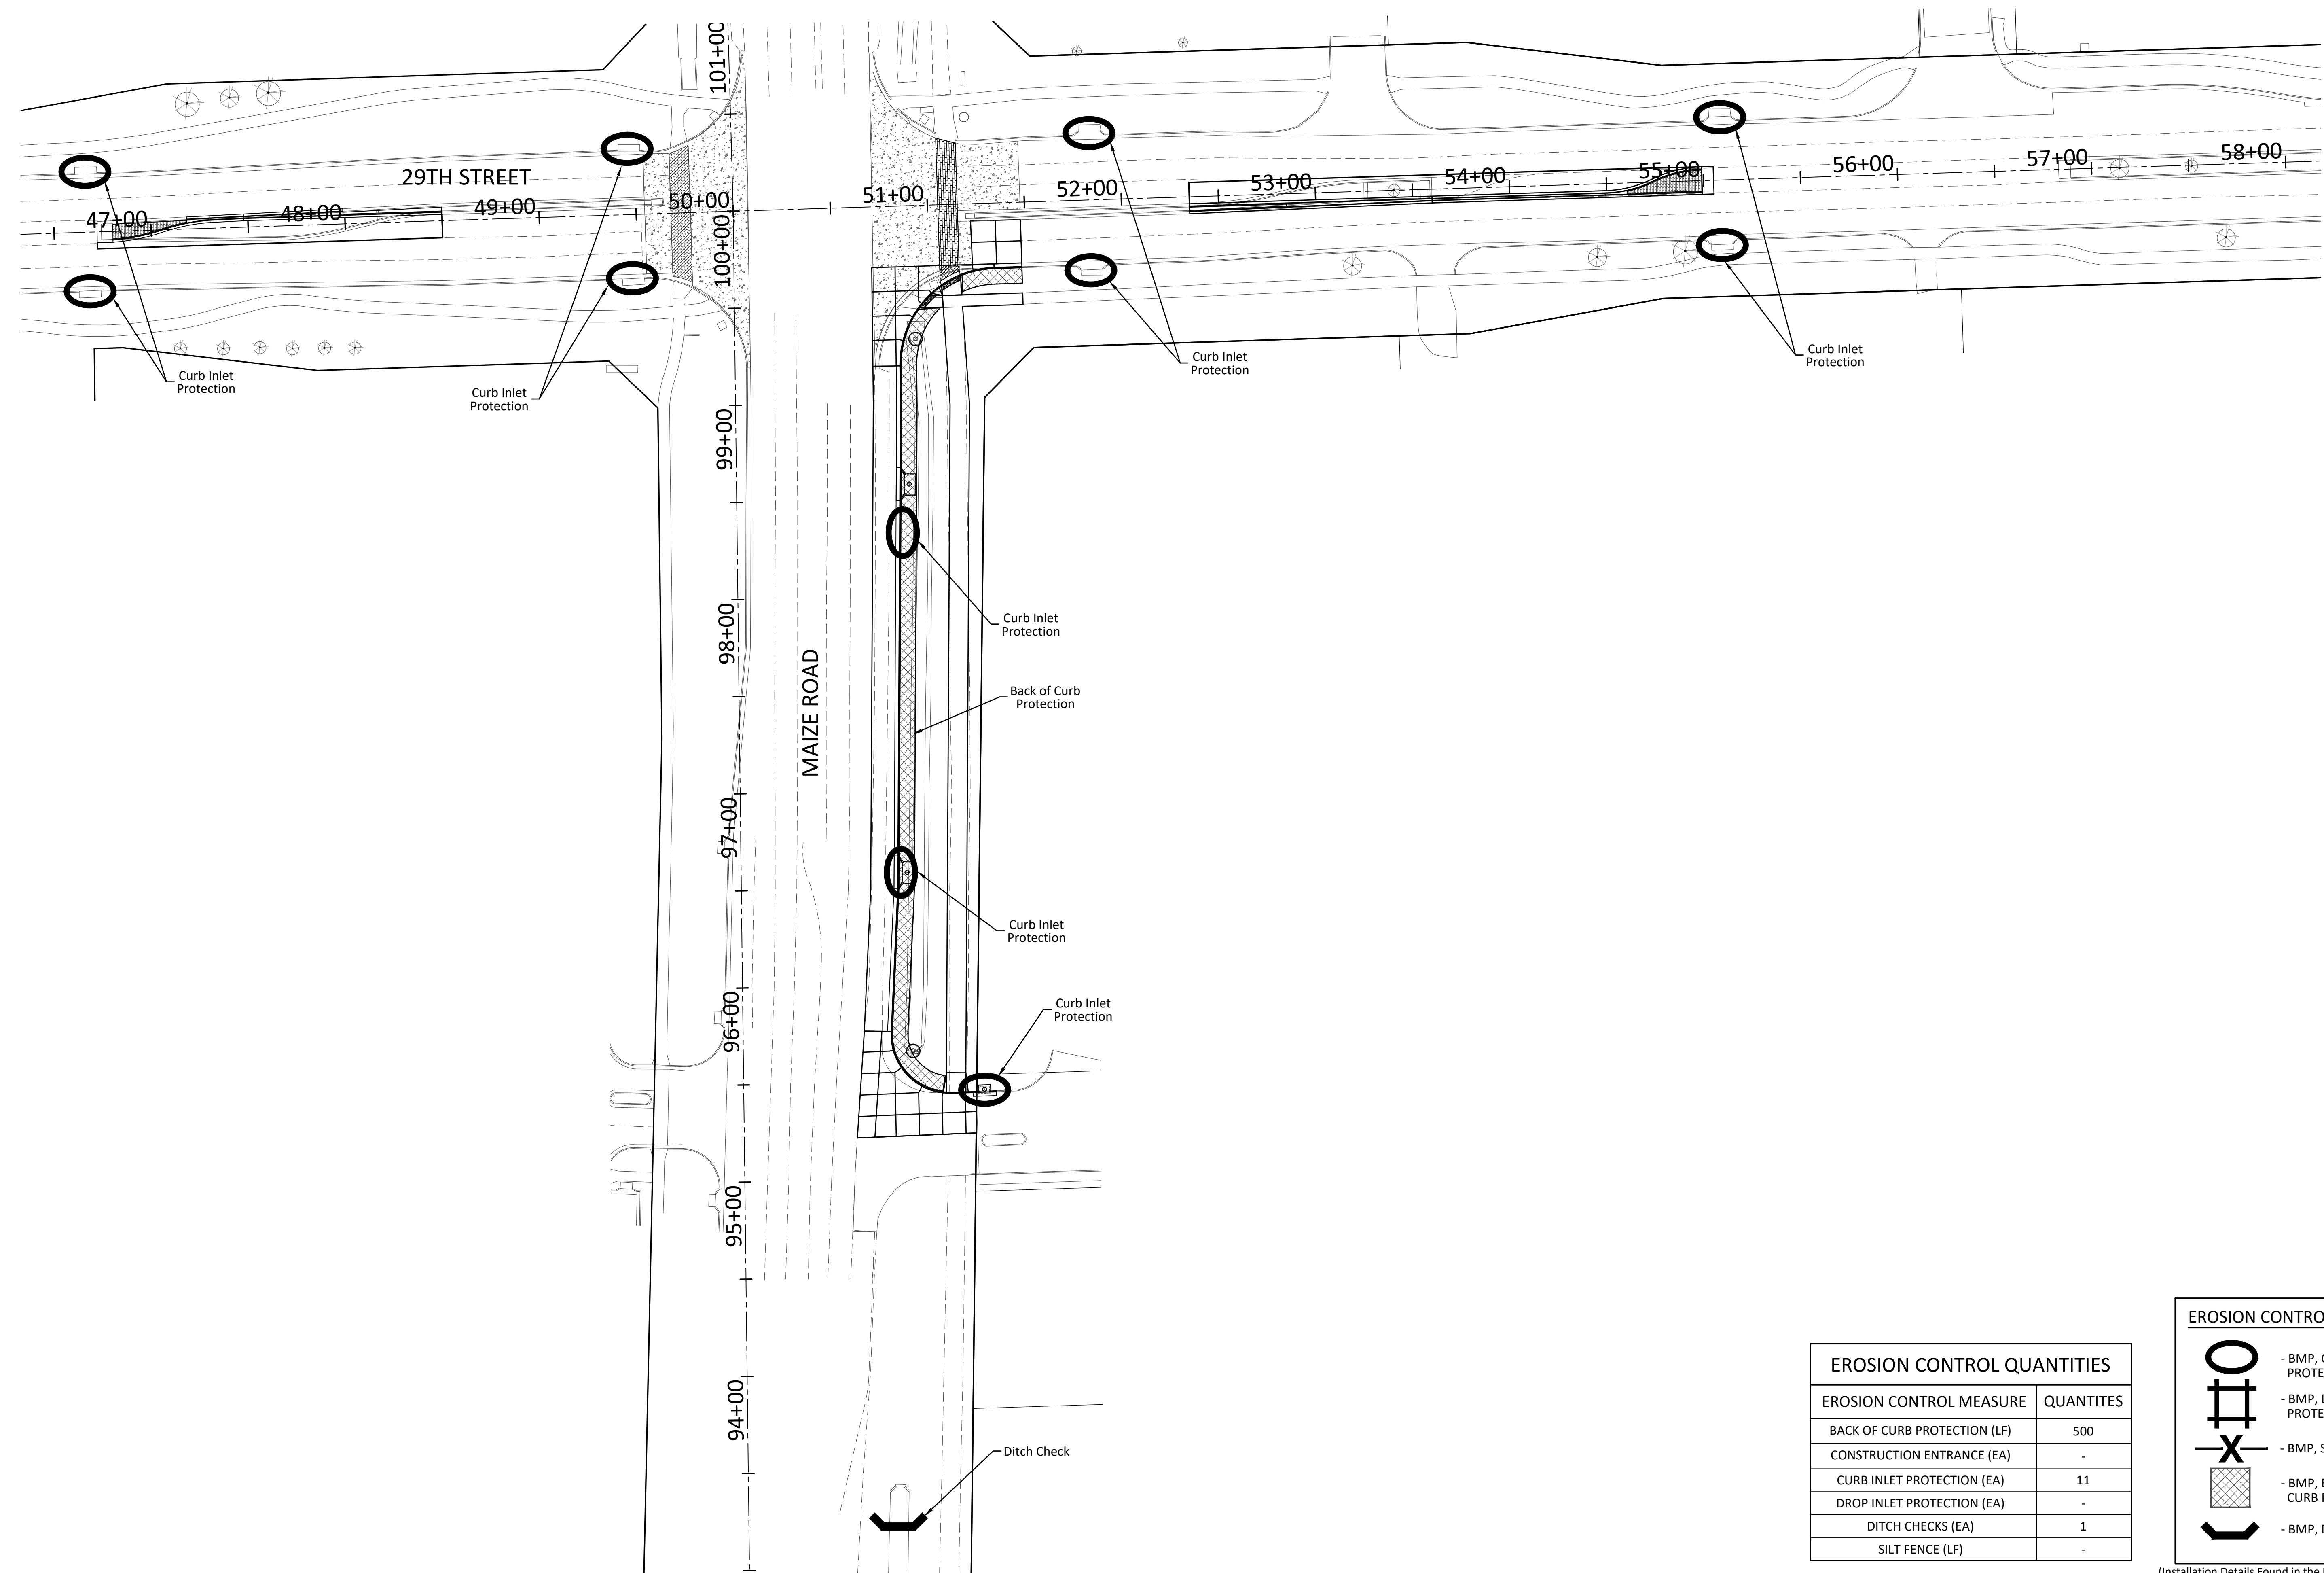 101+00
29TH STREET
47+00
48+00
49+00
50+00
51+00
52+00
53+00
54+00
55+00
56+00
57+00
58+00
100+00
Curb Inlet
Protection
Curb Inlet
Protection
Curb Inlet
Protection
Curb Inlet
Protection
99+00
98+00
Curb Inlet
Protection
MAIZE ROAD
Back of Curb
Protection
97+00
Curb Inlet
Protection
96+00
Curb Inlet
Protection
95+00
94+00
Ditch Check
EROSION CONTROL QUANTITIES
EROSION CONTROL MEASURE QUANTITES
BACK OF CURB PROTECTION (LF) 500
CONSTRUCTION ENTRANCE (EA) -
CURB INLET PROTECTION (EA) 11
DROP INLET PROTECTION (EA) -
DITCH CHECKS (EA) 1
SILT FENCE (LF) -
EROSION
- BMP,
- BMP,
X - BMP,
- BMP,
CURB
- BMP,
(Installation Details Found in the